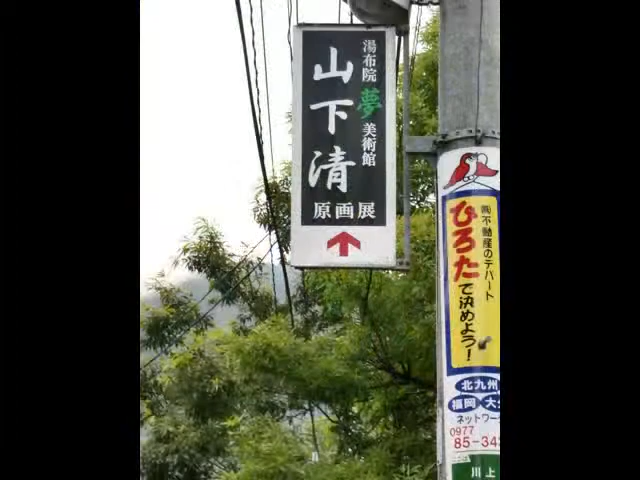 湯布院 夢 美術館
山下清
原画展
㈲不動産のデパート
ひろたで決めよう!
北九州
福岡
ネットワー
0977
85-34
川上